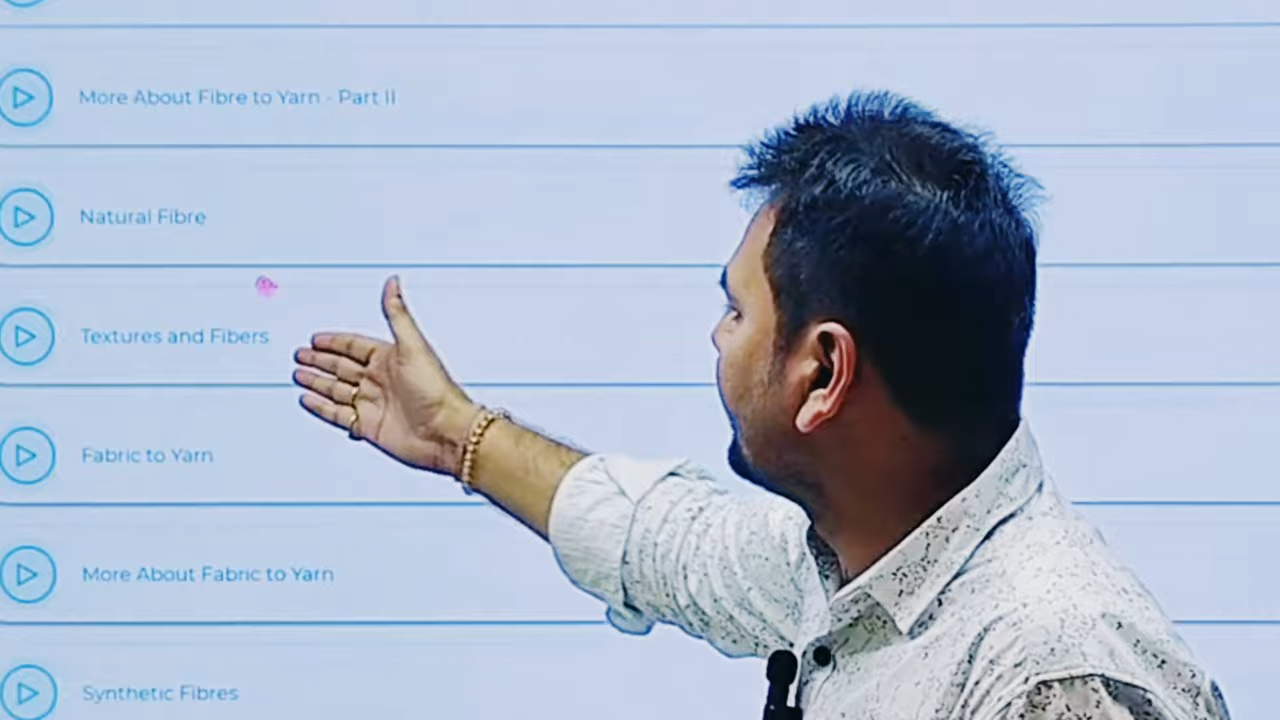 More About Fibre to Yarn - Part II
Natural Fibre
Textures and Fibers
Fabric to Yarn
More About Fabric to Yarn
Synthetic Fibres